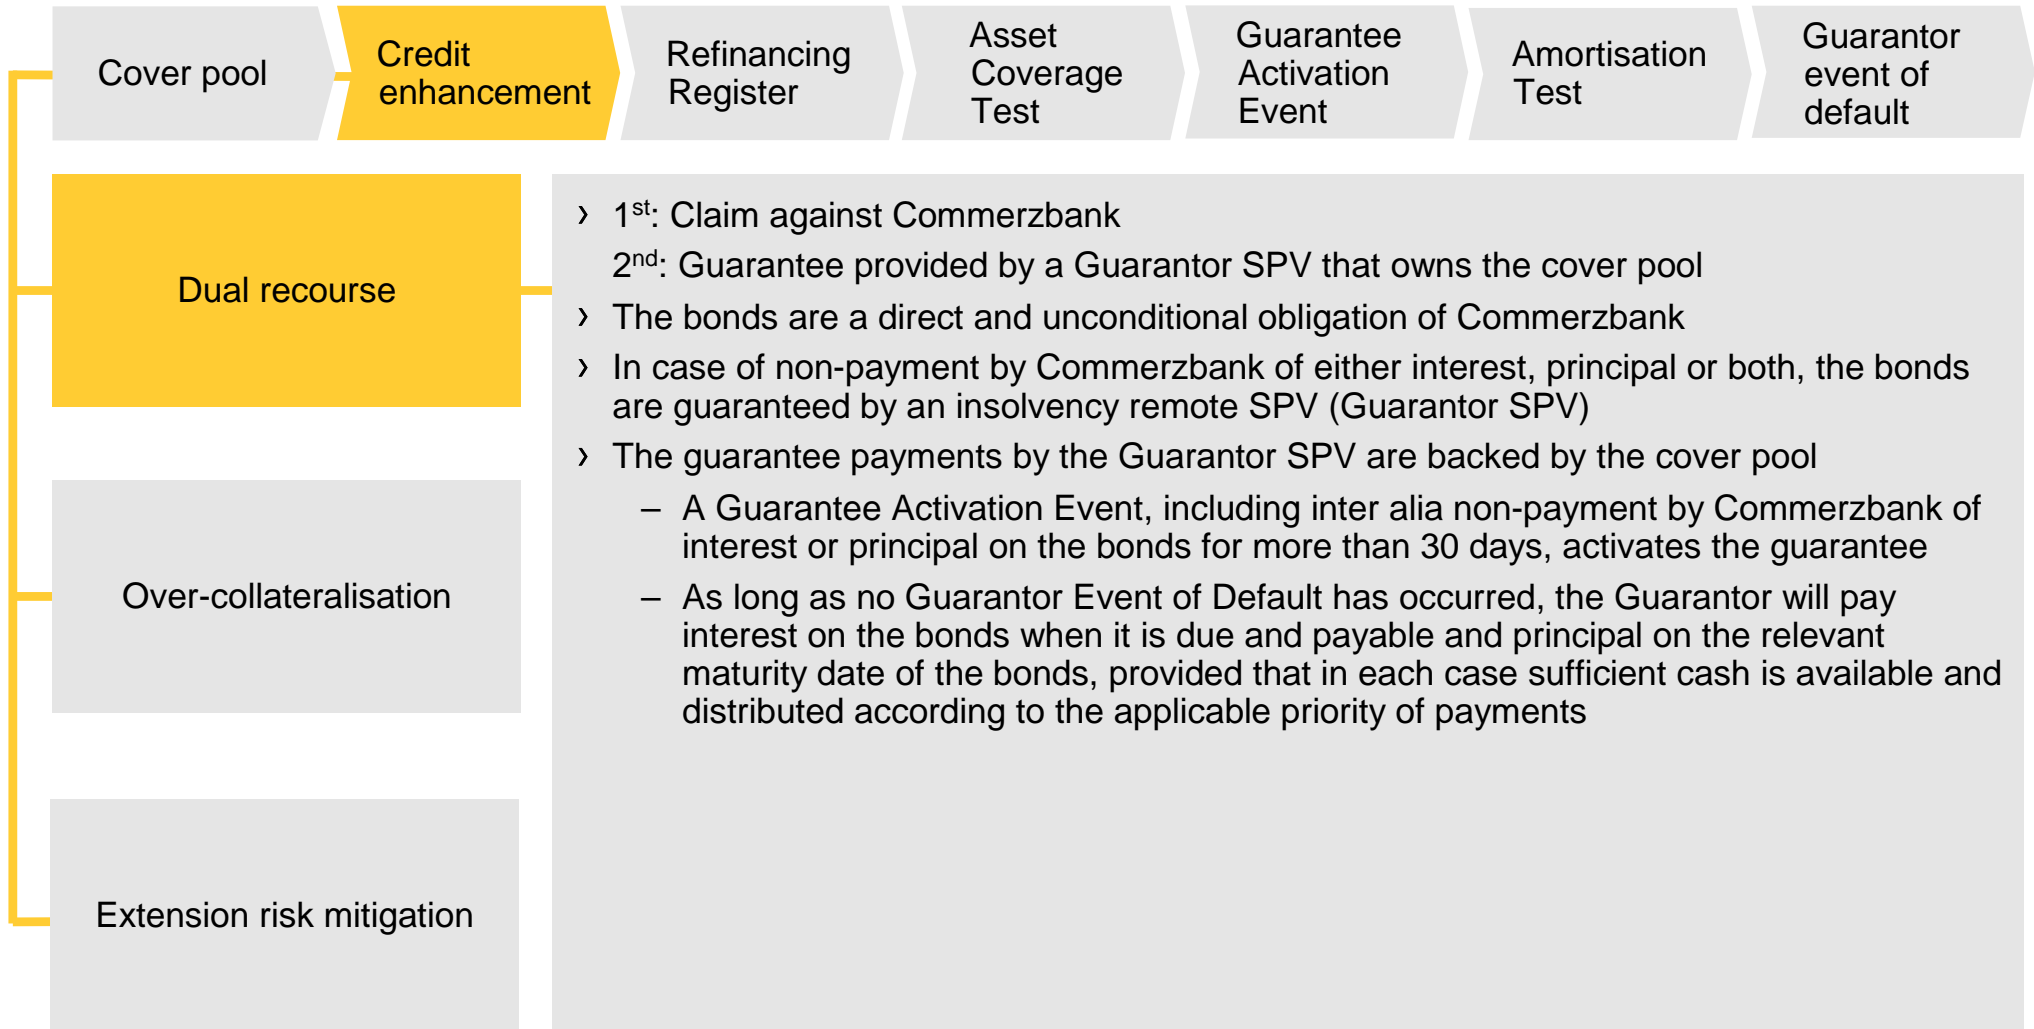 Cover pool
Credit
enhancement
Refinancing
Register
Asset
Coverage
Test
Guarantee
Activation
Event
Amortisation
Test
Guarantor
event of
default
Dual recourse
› 1st: Claim against Commerzbank
2nd: Guarantee provided by a Guarantor SPV that owns the cover pool
› The bonds are a direct and unconditional obligation of Commerzbank
› In case of non-payment by Commerzbank of either interest, principal or both, the bonds
are guaranteed by an insolvency remote SPV (Guarantor SPV)
› The guarantee payments by the Guarantor SPV are backed by the cover pool
– A Guarantee Activation Event, including inter alia non-payment by Commerzbank of
interest or principal on the bonds for more than 30 days, activates the guarantee
– As long as no Guarantor Event of Default has occurred, the Guarantor will pay
interest on the bonds when it is due and payable and principal on the relevant
maturity date of the bonds, provided that in each case sufficient cash is available and
distributed according to the applicable priority of payments
Over-collateralisation
Extension risk mitigation